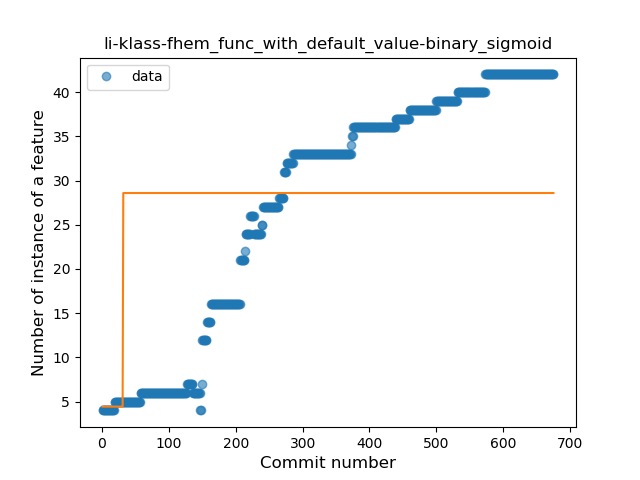 li-klass-fhem_func_with_default_value-binary_sigmoid
data
Number of instance of a feature
40
35
30
25
20
15
10
5
0 100 200 300 400 500 600 700
Commit number